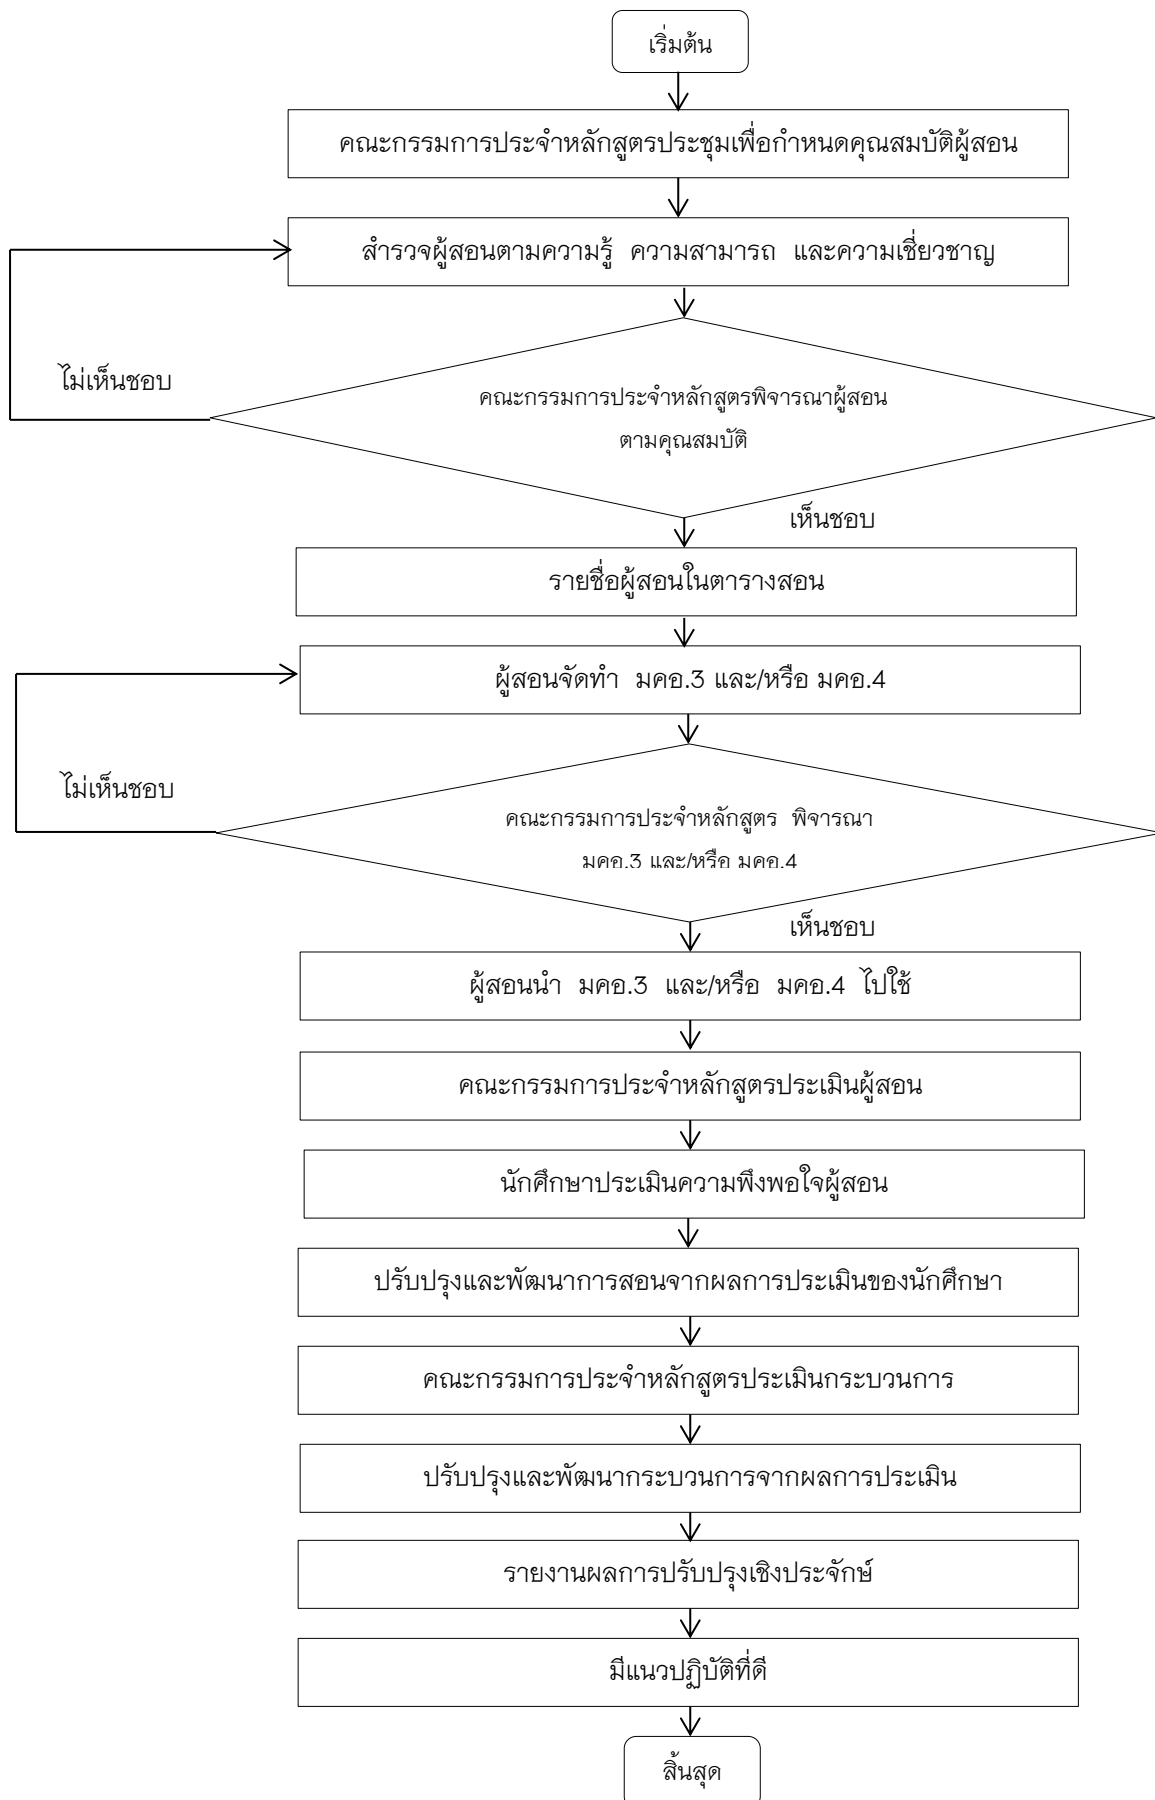 เริ่มต้น
คณะกรรมการประจำหลักสูตรประชุมเพื่อกำหนดคุณสมบัติผู้สอน
สำรวจผู้สอนตามความรู้ ความสามารถ และความเชี่ยวชาญ
ไม่เห็นชอบ
คณะกรรมการประจำหลักสูตรพิจารณาผู้สอน
ตามคุณสมบัติ
เห็นชอบ
รายชื่อผู้สอนในตารางสอน
ผู้สอนจัดทำ มคอ.3 และ/หรือ มคอ.4
ไม่เห็นชอบ
คณะกรรมการประจำหลักสูตร พิจารณา
มคอ.3 และ/หรือ มคอ.4
เห็นชอบ
ผู้สอนนำ มคอ.3 และ/หรือ มคอ.4 ไปใช้
คณะกรรมการประจำหลักสูตรประเมินผู้สอน
นักศึกษาประเมินความพึงพอใจผู้สอน
ปรับปรุงและพัฒนาการสอนจากผลการประเมินของนักศึกษา
คณะกรรมการประจำหลักสูตรประเมินกระบวนการ
ปรับปรุงและพัฒนากระบวนการจากผลการประเมิน
รายงานผลการปรับปรุงเชิงประจักษ์
มีแนวปฏิบัติที่ดี
สิ้นสุด